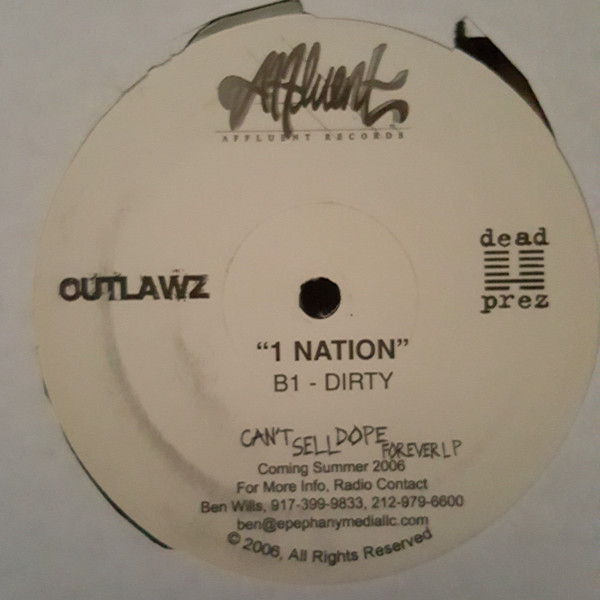 Affluent
AFFLUENT RECORDS
OUTLAWZ
dead
prez
"1 NATION"
B1 - DIRTY
CAN'T SELL DOPE FOREVER LP
Coming Summer 2006
For More Info, Radio Contact
Ben Wills, 917-399-9833, 212-979-6600
ben@epephanymediallc.com
© 2006, All Rights Reserved